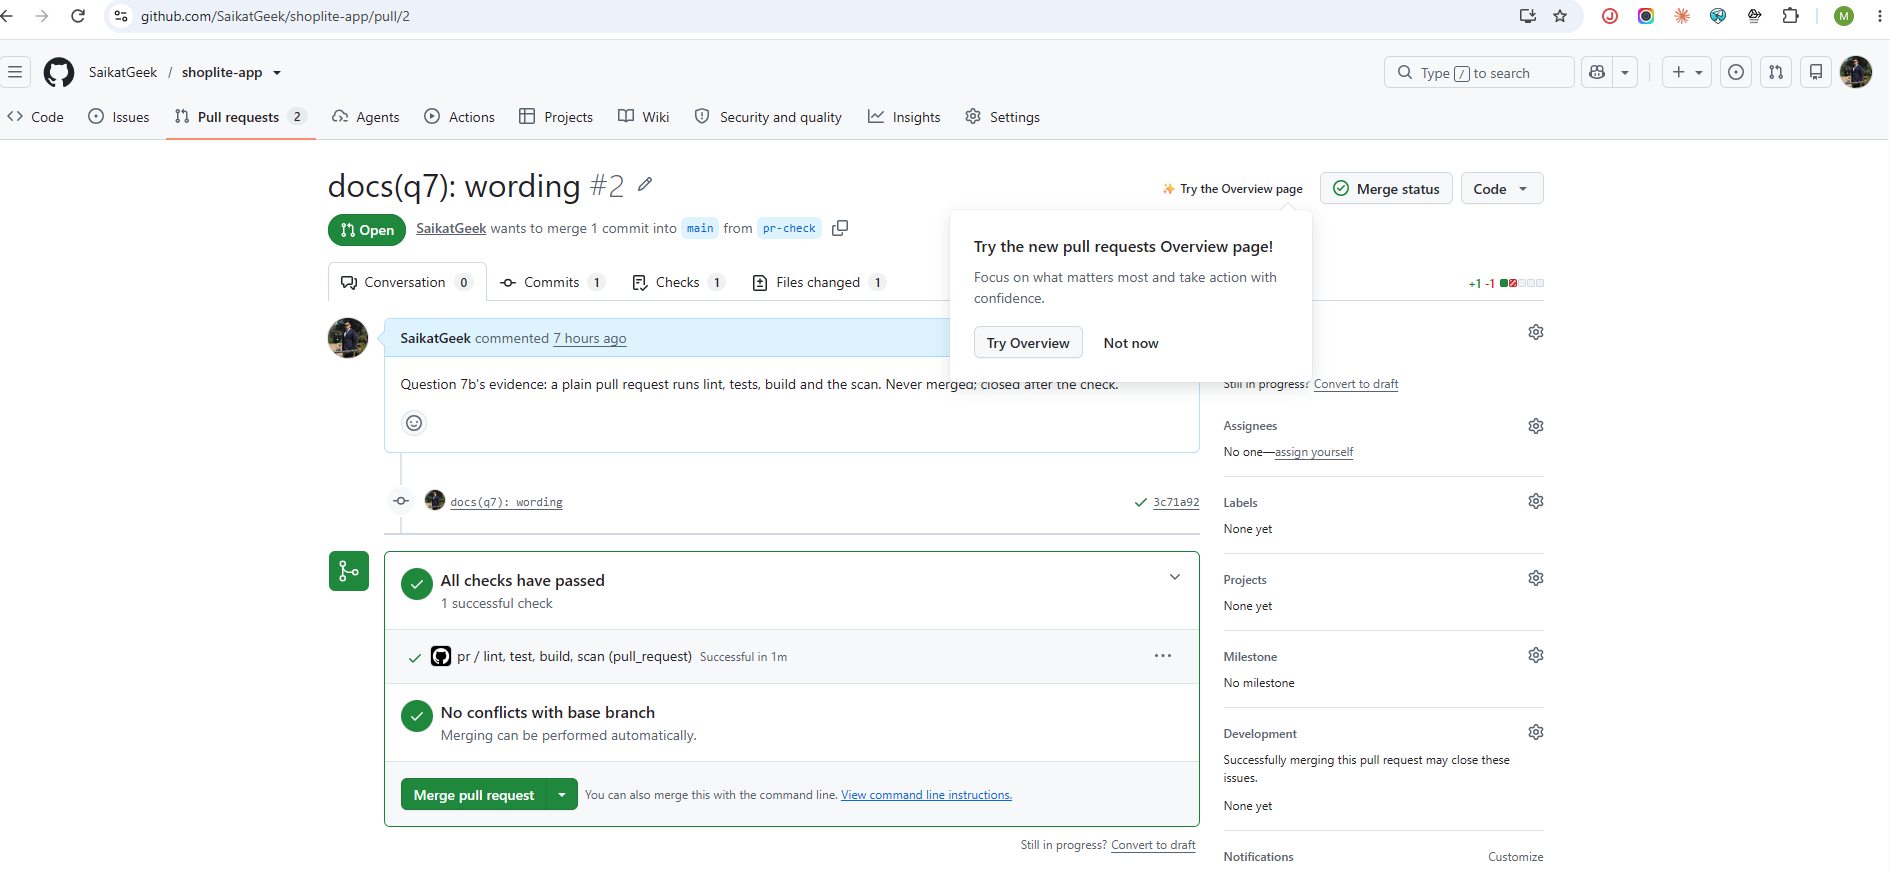 github.com/SaikatGeek/shoplite-app/pull/2
M
SaikatGeek / shoplite-app
Type / to search
Code
Issues
Pull requests 2
Agents
Actions
Projects
Wiki
Security and quality
Insights
Settings
docs(q7): wording #2
Try the Overview page
Merge status
Code
Open
SaikatGeek wants to merge 1 commit into main from pr-check
Try the new pull requests Overview page!
Focus on what matters most and take action with
confidence.
Try Overview
Not now
Conversation 0
Commits 1
Checks 1
Files changed 1
+1 -1
SaikatGeek commented 7 hours ago
Question 7b's evidence: a plain pull request runs lint, tests, build and the scan. Never merged; closed after the check.
Still in progress? Convert to draft
Assignees
No one—assign yourself
docs(q7): wording
3c71a92
Labels
None yet
All checks have passed
1 successful check
Projects
None yet
pr / lint, test, build, scan (pull_request) Successful in 1m
Milestone
No milestone
No conflicts with base branch
Merging can be performed automatically.
Development
Successfully merging this pull request may close these
issues.
None yet
Merge pull request
You can also merge this with the command line. View command line instructions.
Still in progress? Convert to draft
Notifications
Customize